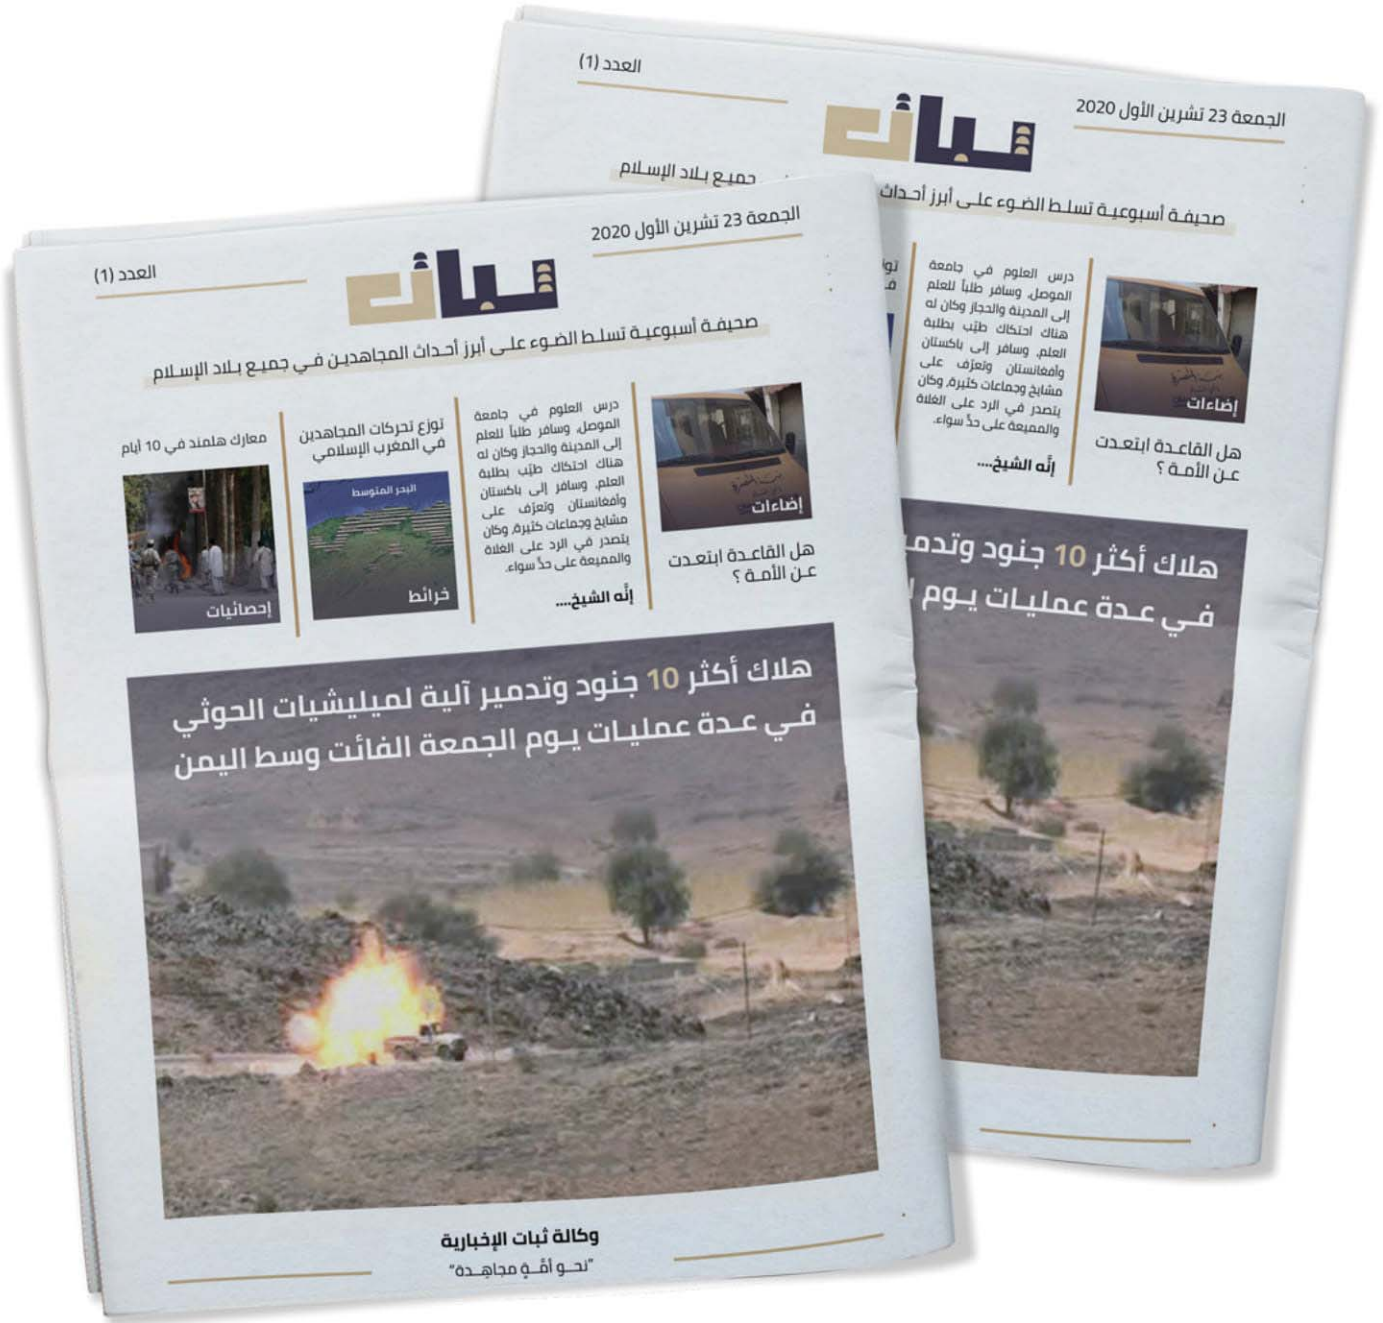 العدد (1)
الجمعة 23 تشرين الأول 2020
ثبات
صحيفة أسبوعية تسلط الضوء على أبرز أحداث
جميع بلاد الإسلام
إضاءات
هل القاعدة ابتعدت
عن الأمة ؟
درس العلوم في جامعة
الموصل، وسافر طلباً للعلم
إلى المدينة والحجاز وكان له
هناك احتكاك طيّب بطلبة
العلم، وسافر إلى باكستان
وأفغانستان وتعرّف على
مشايخ وجماعات كثيرة، وكان
يتصدر في الرد على الغلاة
والمميعة على حدٍّ سواء.
إنَّه الشيخ....
هلاك أكثر 10 جنود وتدم
في عدة عمليات يوم
الجمعة 23 تشرين الأول 2020
العدد (1)
ثبات
صحيفة أسبوعية تسلط الضوء على أبرز أحداث المجاهدين في جميع بلاد الإسلام
إضاءات
هل القاعدة ابتعدت
عن الأمة ؟
درس العلوم في جامعة
الموصل، وسافر طلباً للعلم
إلى المدينة والحجاز وكان له
هناك احتكاك طيّب بطلبة
العلم، وسافر إلى باكستان
وأفغانستان وتعرّف على
مشايخ وجماعات كثيرة، وكان
يتصدر في الرد على الغلاة
والمميعة على حدٍّ سواء.
إنَّه الشيخ....
توزع تحركات المجاهدين
في المغرب الإسلامي
البحر المتوسط
خرائط
معارك هلمند في 10 أيام
إحصائيات
هلاك أكثر 10 جنود وتدمير آلية لميليشيات الحوثي
في عدة عمليات يوم الجمعة الفائت وسط اليمن
وكالة ثبات الإخبارية
"نحو أمَّةٍ مجاهِدة"